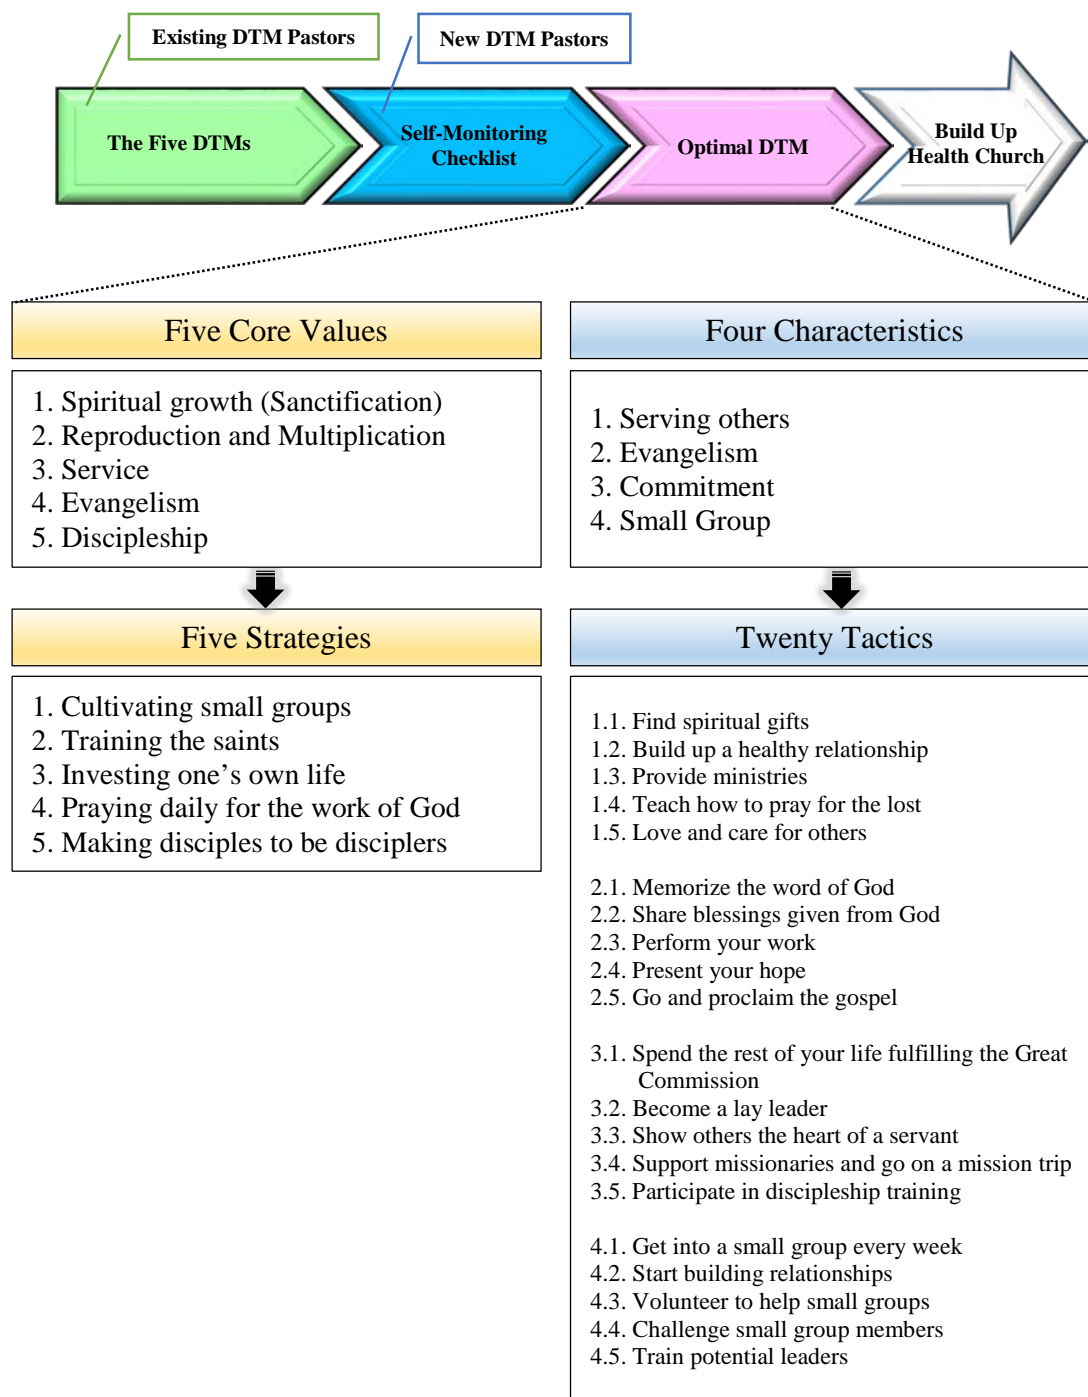 Existing DTM Pastors
New DTM Pastors
The Five DTMs
Self-Monitoring
Checklist
Optimal DTM
Build Up
Health Church
Five Core Values
1. Spiritual growth (Sanctification)
2. Reproduction and Multiplication
3. Service
4. Evangelism
5. Discipleship
Four Characteristics
1. Serving others
2. Evangelism
3. Commitment
4. Small Group
Five Strategies
1. Cultivating small groups
2. Training the saints
3. Investing one’s own life
4. Praying daily for the work of God
5. Making disciples to be disciplers
Twenty Tactics
1.1. Find spiritual gifts
1.2. Build up a healthy relationship
1.3. Provide ministries
1.4. Teach how to pray for the lost
1.5. Love and care for others
2.1. Memorize the word of God
2.2. Share blessings given from God
2.3. Perform your work
2.4. Present your hope
2.5. Go and proclaim the gospel
3.1. Spend the rest of your life fulfilling the Great
Commission
3.2. Become a lay leader
3.3. Show others the heart of a servant
3.4. Support missionaries and go on a mission trip
3.5. Participate in discipleship training
4.1. Get into a small group every week
4.2. Start building relationships
4.3. Volunteer to help small groups
4.4. Challenge small group members
4.5. Train potential leaders